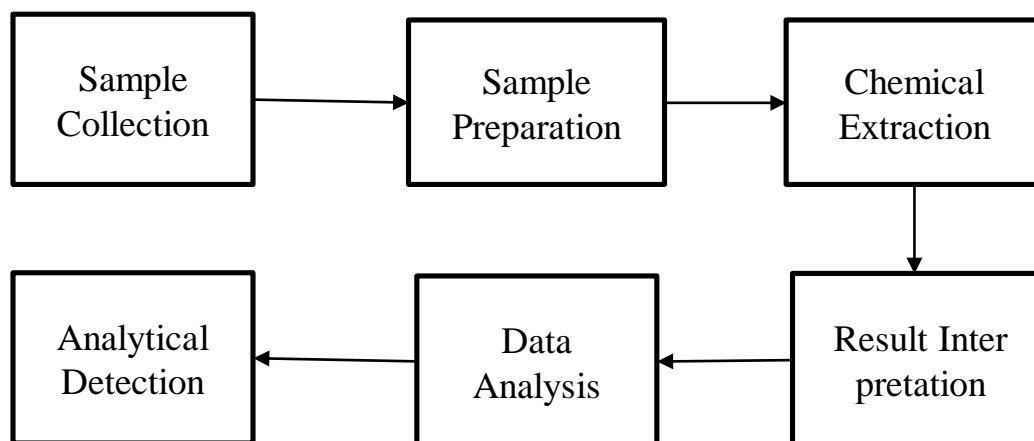 Sample
Collection
Sample
Preparation
Chemical
Extraction
Analytical
Detection
Data
Analysis
Result Inter
pretation